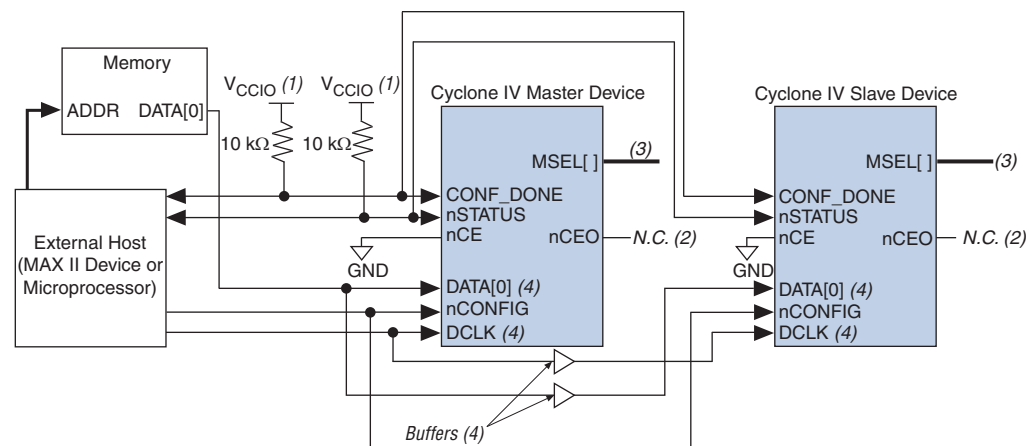 Memory
ADDR DATA[0]
VCCIO (1)
VCCIO (1)
10 kΩ
10 kΩ
External Host
(MAX II Device or
Microprocessor)
Cyclone IV Master Device
MSEL[ ]
(3)
CONF_DONE
nSTATUS
nCE
nCEO
N.C. (2)
GND
DATA[0] (4)
nCONFIG
DCLK (4)
Cyclone IV Slave Device
MSEL[ ]
(3)
CONF_DONE
nSTATUS
nCE
nCEO
N.C. (2)
GND
DATA[0] (4)
nCONFIG
DCLK (4)
Buffers (4)